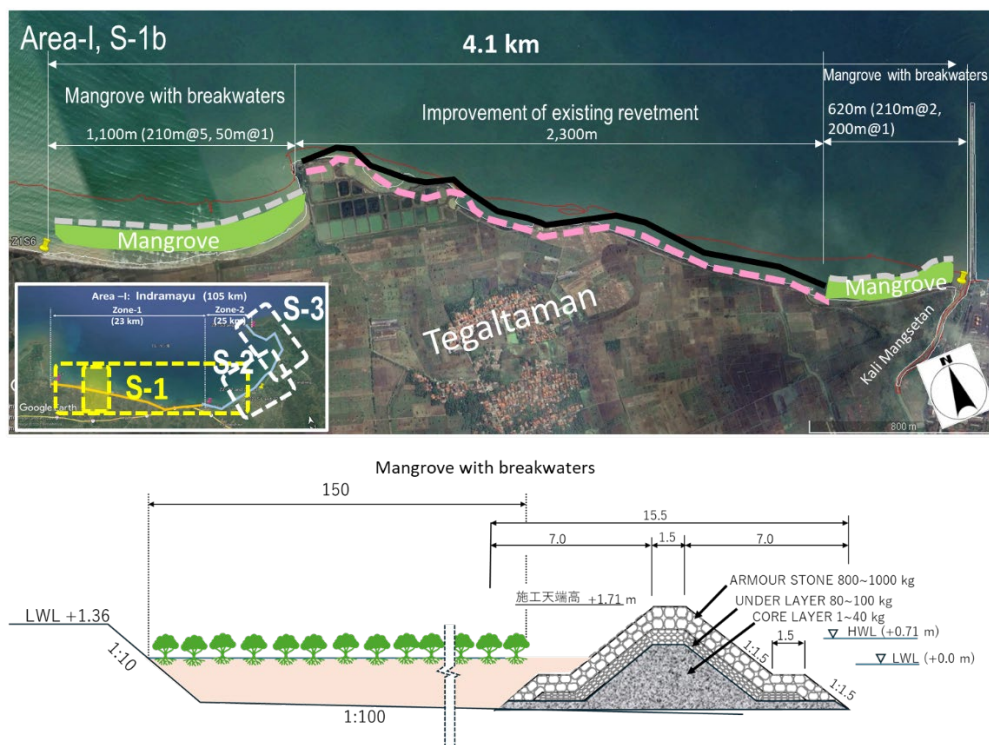 Area-I, S-1b
4.1 km
Mangrove with breakwaters
1,100m (210m@5, 50m@1)
Improvement of existing revetment
2,300m
Mangrove with breakwaters
620m (210m@2,
200m@1)
Mangrove
Mangrove
Z1S6
Tegaltaman
Kali Mangsetan
N
800 m
Area –I: Indramayu (105 km)
Zone-1
(23 km)
Zone-2
(25 km)
S-3
S-2
S-1
Google Earth
Mangrove with breakwaters
150
15.5
7.0
1.5
7.0
ARMOUR STONE 800~1000 kg
施工天端高 +1.71 m
UNDER LAYER 80~100 kg
CORE LAYER 1~40 kg
LWL +1.36
1.5
HWL (+0.71 m)
LWL (+0.0 m)
1:10
1:1.5
1:1.5
1:100